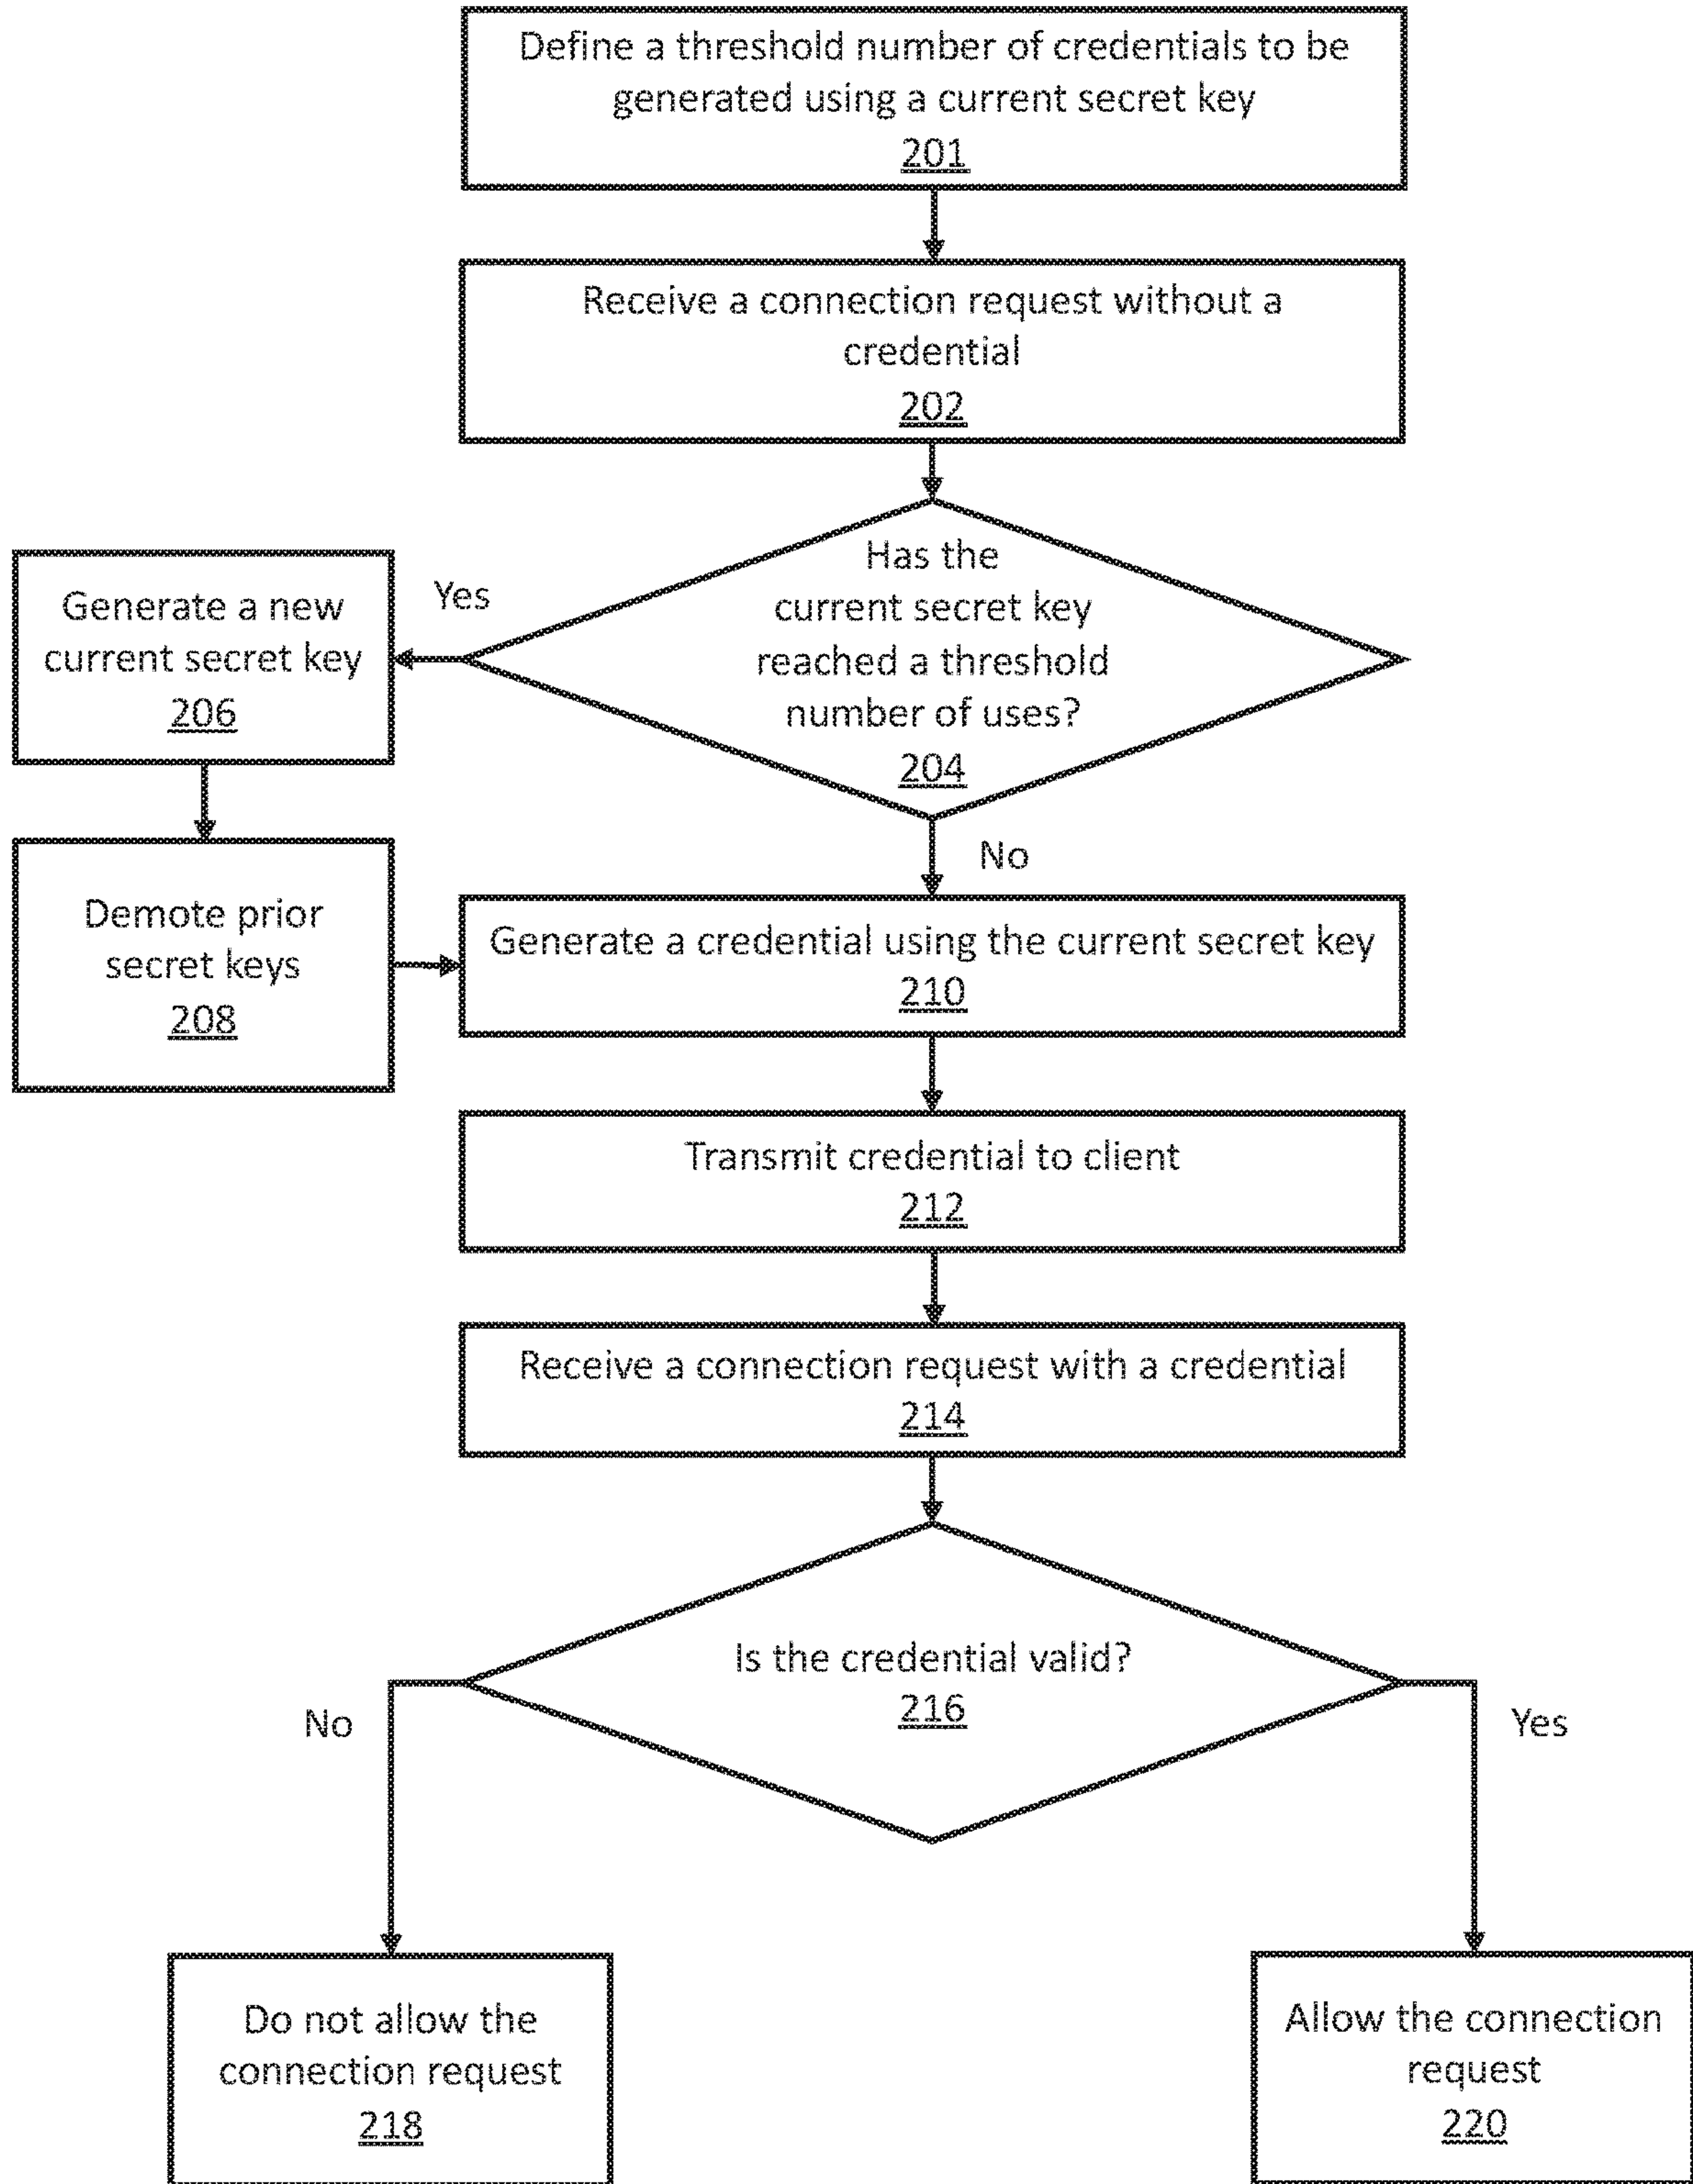 Define a threshold number of credentials to be
generated using a current secret key
201
Receive a connection request without a
credential
202
Has the
current secret key
reached a threshold
number of uses?
204
Yes
Generate a new
current secret key
206
Demote prior
secret keys
208
No
Generate a credential using the current secret key
210
Transmit credential to client
212
Receive a connection request with a credential
214
Is the credential valid?
216
No
Yes
Do not allow the
connection request
218
Allow the connection
request
220